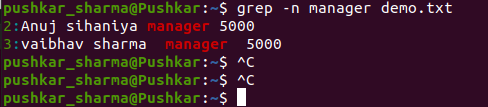 pushkar_sharma@Pushkar:~$ grep -n manager demo.txt
2:Anuj sihaniya manager 5000
3:vaibhav sharma  manager  5000
pushkar_sharma@Pushkar:~$ ^C
pushkar_sharma@Pushkar:~$ ^C
pushkar_sharma@Pushkar:~$